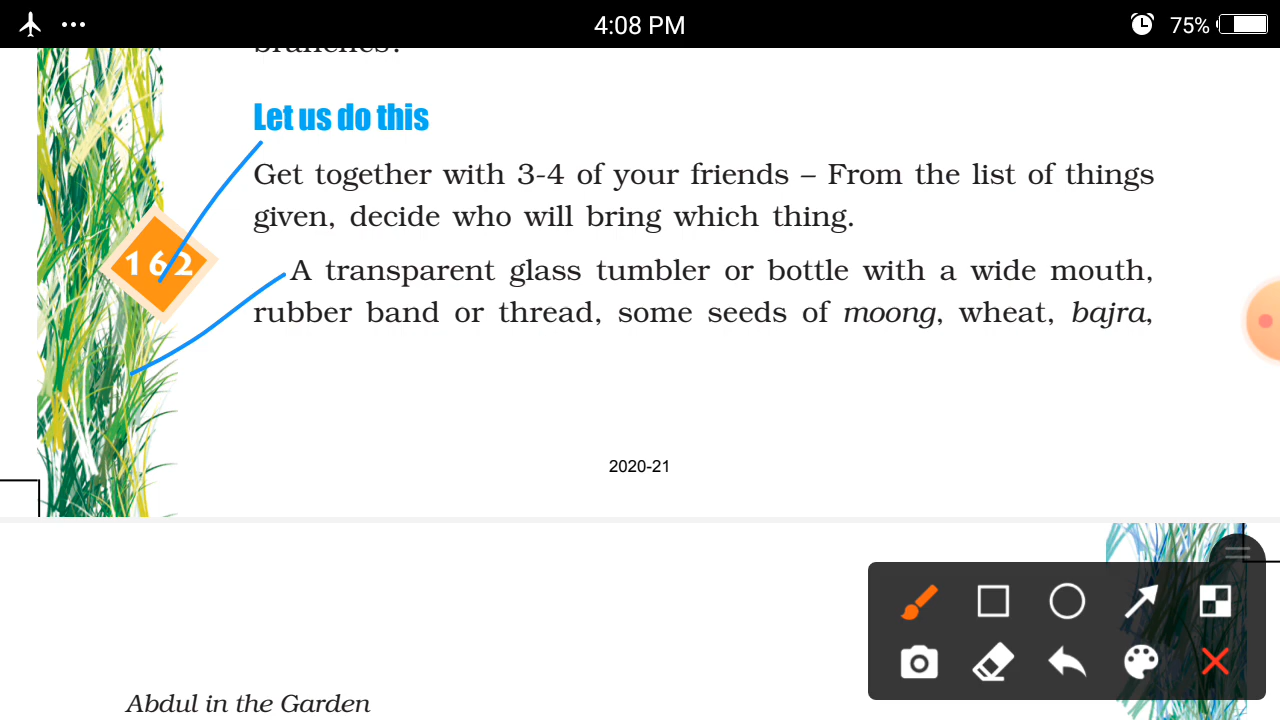 4:08 PM
75%
branches?
Let us do this
Get together with 3-4 of your friends – From the list of things
given, decide who will bring which thing.
162
A transparent glass tumbler or bottle with a wide mouth,
rubber band or thread, some seeds of moong, wheat, bajra,
2020-21
Abdul in the Garden